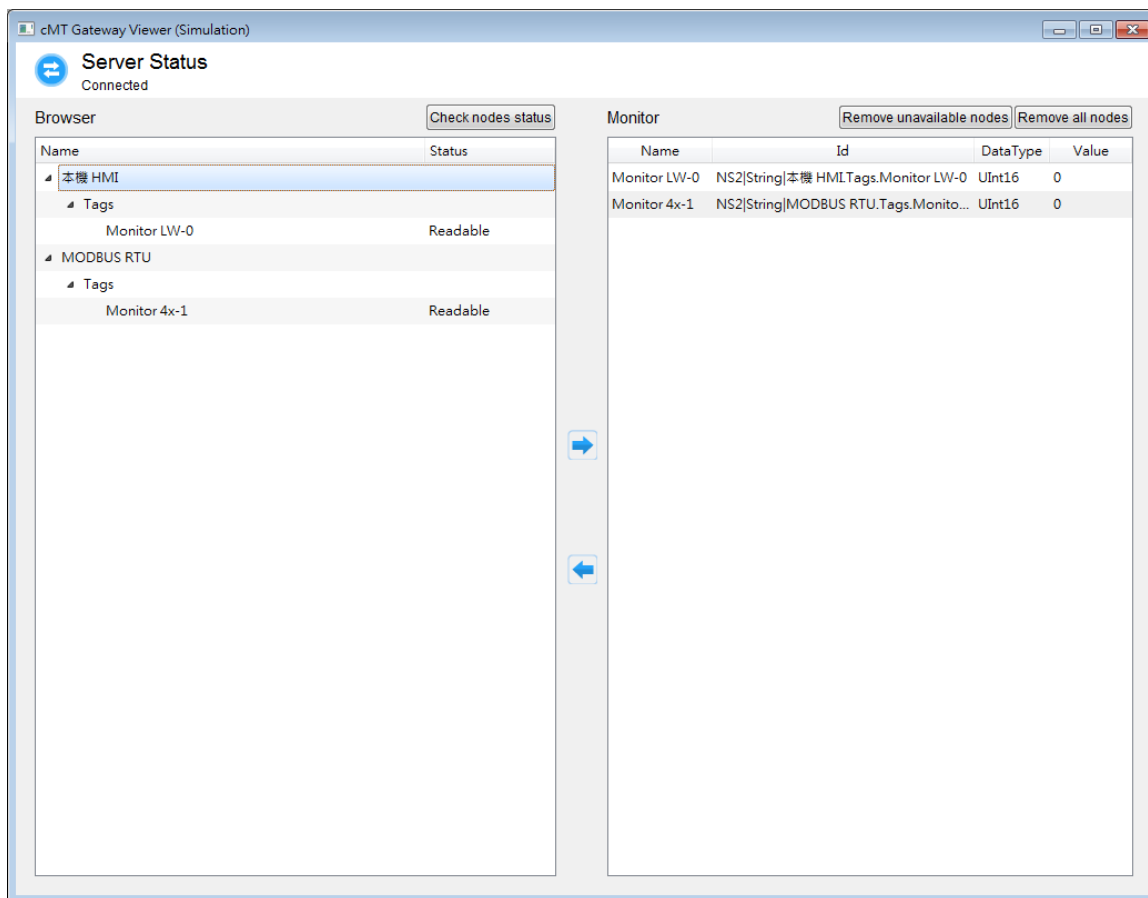 cMT Gateway Viewer (Simulation)
Server Status
Connected
Browser
Check nodes status
Name Status
本機 HMI
Tags
Monitor LW-0 Readable
MODBUS RTU
Tags
Monitor 4x-1 Readable
Monitor
Remove unavailable nodes
Remove all nodes
Name Id DataType Value
Monitor LW-0 NS2|String|本機 HMI.Tags.Monitor LW-0 UInt16 0
Monitor 4x-1 NS2|String|MODBUS RTU.Tags.Monito... UInt16 0